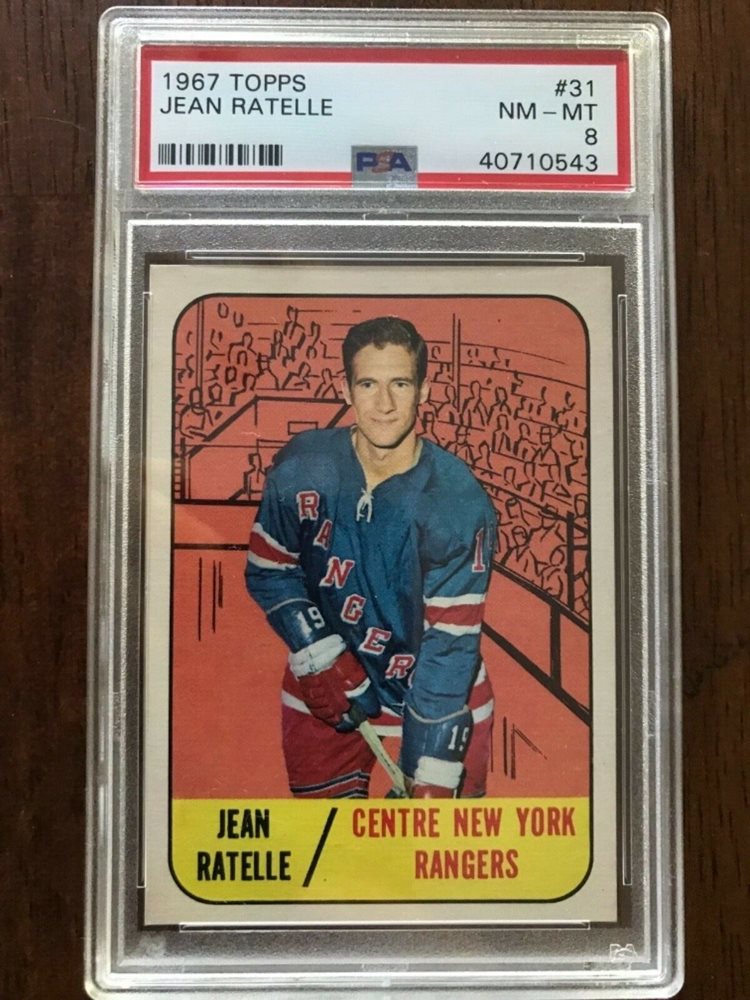 1967 TOPPS #31
JEAN RATELLE NM - MT
8
PSA 40710543
RANGERS
1
19
19
JEAN / CENTRE NEW YORK
RATELLE RANGERS